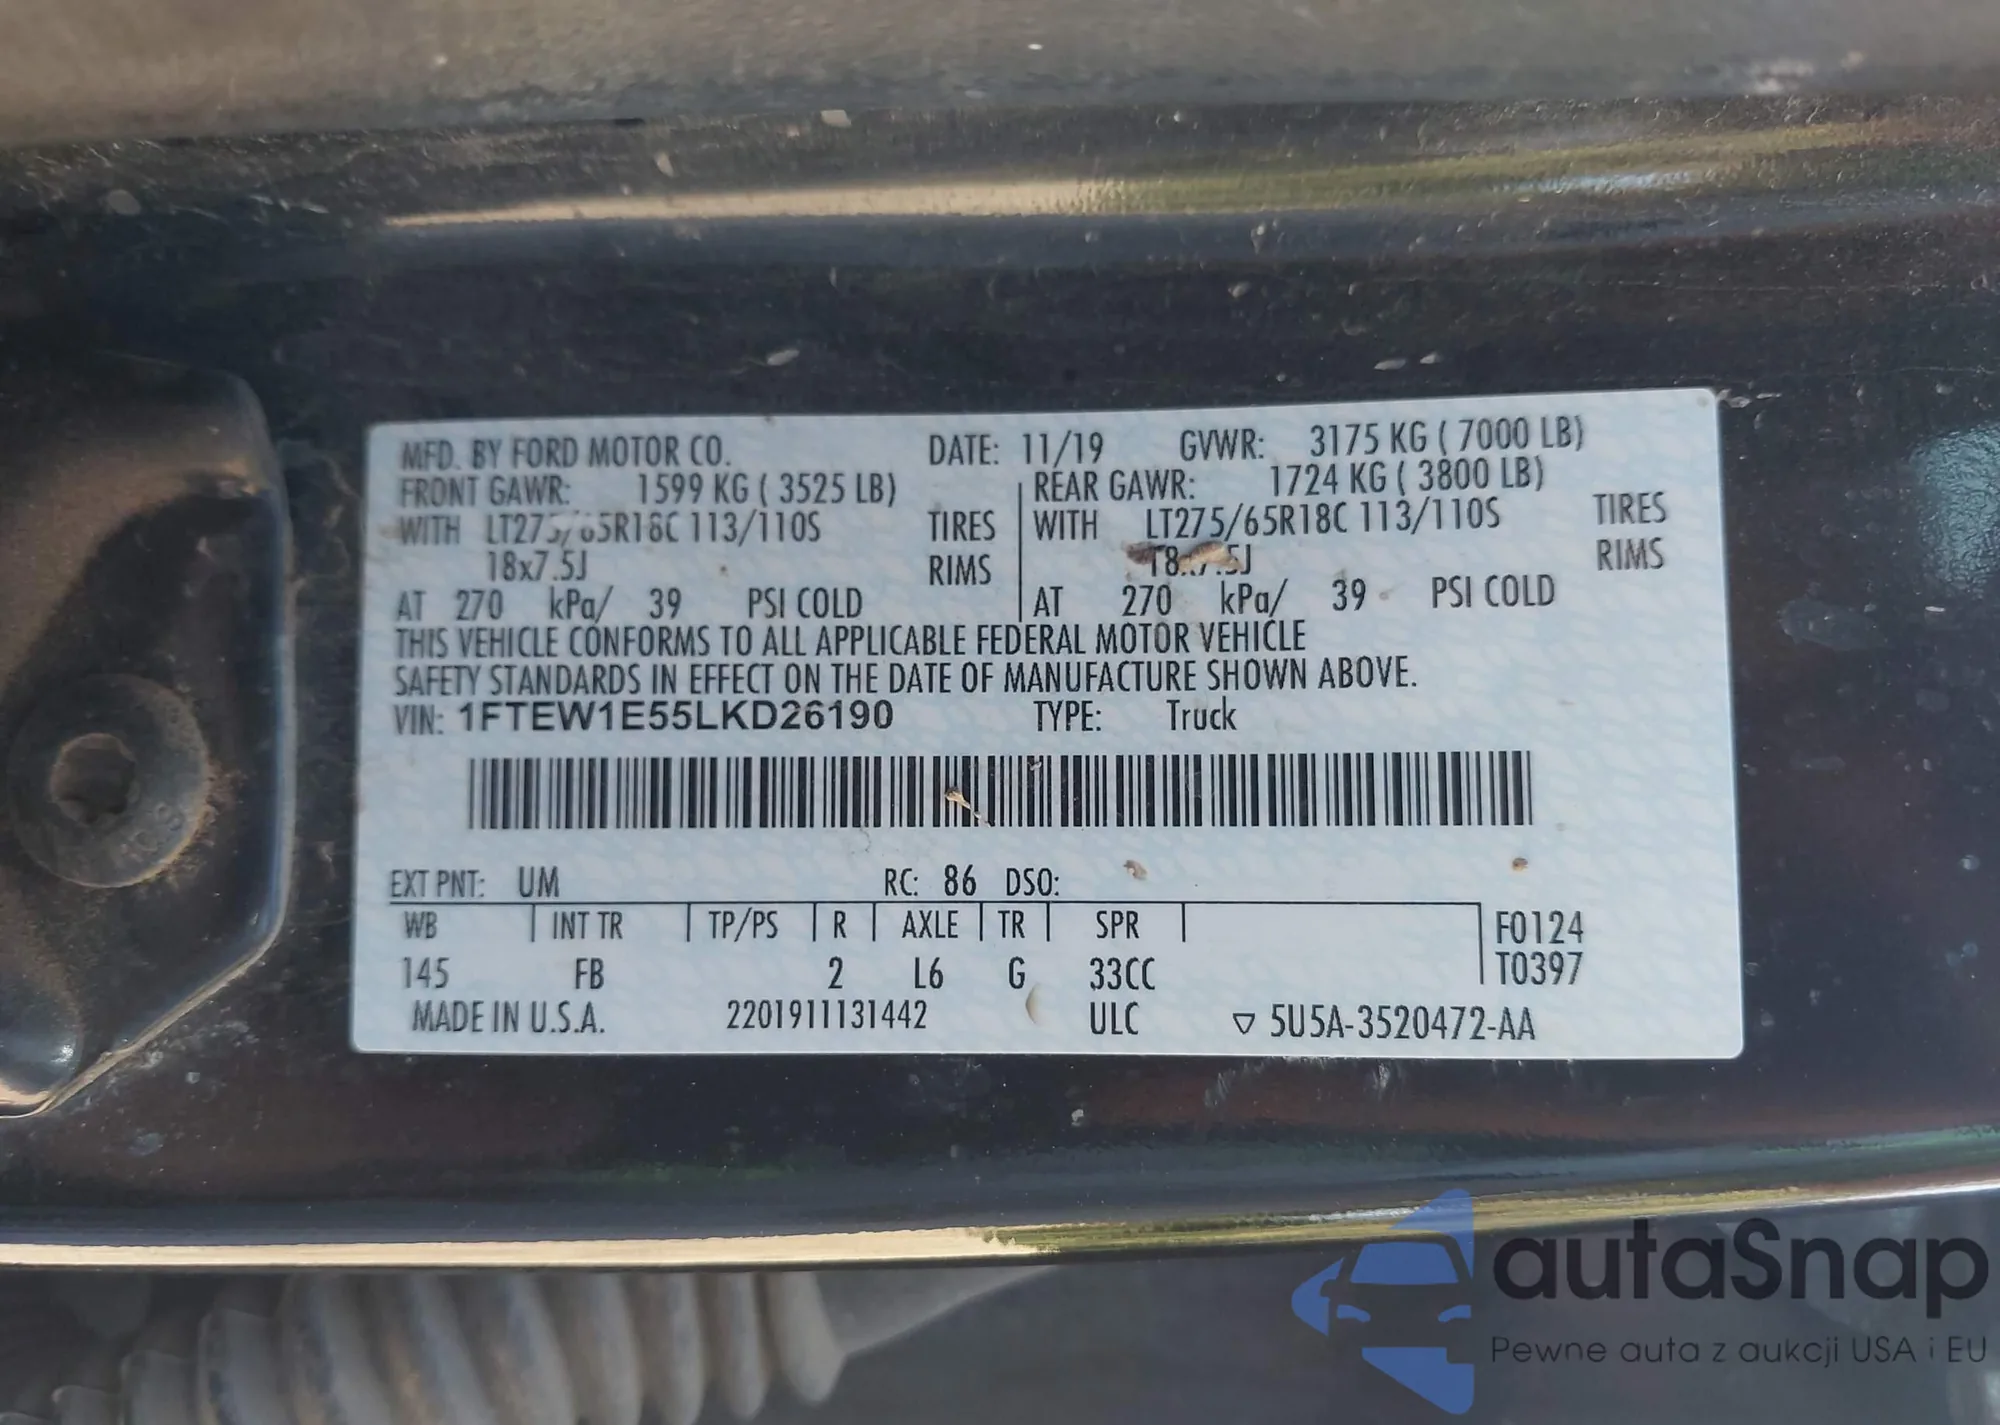 MFD. BY FORD MOTOR CO. DATE: 11/19 GVWR: 3175 KG ( 7000 LB)
FRONT GAWR: 1599 KG ( 3525 LB) REAR GAWR: 1724 KG ( 3800 LB)
WITH LT275/65R18C 113/110S TIRES WITH LT275/65R18C 113/110S TIRES
18x7.5J RIMS 18x7.5J RIMS
AT 270 kPa/ 39 PSI COLD AT 270 kPa/ 39 PSI COLD
THIS VEHICLE CONFORMS TO ALL APPLICABLE FEDERAL MOTOR VEHICLE
SAFETY STANDARDS IN EFFECT ON THE DATE OF MANUFACTURE SHOWN ABOVE.
VIN: 1FTEW1E55LKD26190 TYPE: Truck
EXT PNT: UM RC: 86 DSO:
WB INT TR TP/PS R AXLE TR SPR F0124
145 FB 2 L6 G 33CC T0397
MADE IN U.S.A. 2201911131442 ULC ▽ 5U5A-3520472-AA
autaSnap
Pewne auta z aukcji USA i EU